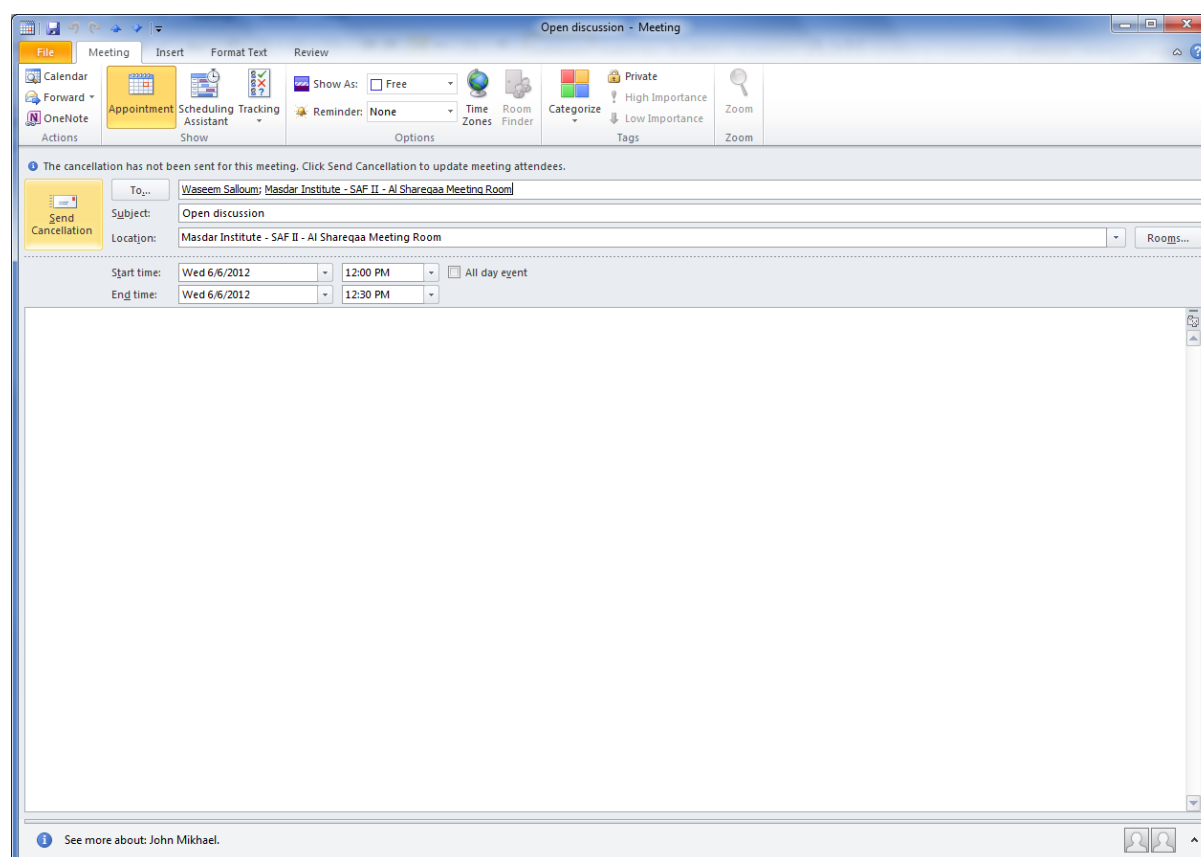 Open discussion - Meeting
File Meeting Insert Format Text Review
Calendar
Forward
OneNote
Actions
Appointment Scheduling Assistant Tracking
Show
Show As: Free
Reminder: None
Time Zones Room Finder
Options
Categorize
Private
High Importance
Low Importance
Tags
Zoom
Zoom
The cancellation has not been sent for this meeting. Click Send Cancellation to update meeting attendees.
Send Cancellation
To... Waseem Salloum; Masdar Institute - SAF II - Al Shareqaa Meeting Room
Subject: Open discussion
Location: Masdar Institute - SAF II - Al Shareqaa Meeting Room Rooms...
Start time: Wed 6/6/2012 12:00 PM All day event
End time: Wed 6/6/2012 12:30 PM
See more about: John Mikhael.